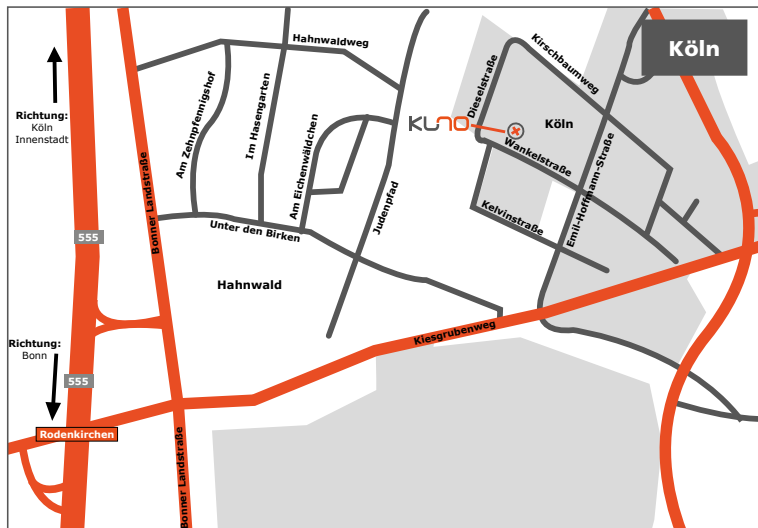 Köln
Hahnwaldweg
Kirschbaumweg
Dieselstraße
Richtung:
Köln
Innenstadt
Am Zehnpfennigshof
Im Hasengarten
Am Eichenwäldchen
KUNO
Köln
Wankelstraße
Bonner Landstraße
Judenpfad
Emil-Hoffmann-Straße
Kelvinstraße
Unter den Birken
555
Hahnwald
Kiesgrubenweg
Richtung:
Bonn
555
Rodenkirchen
Bonner Landstraße